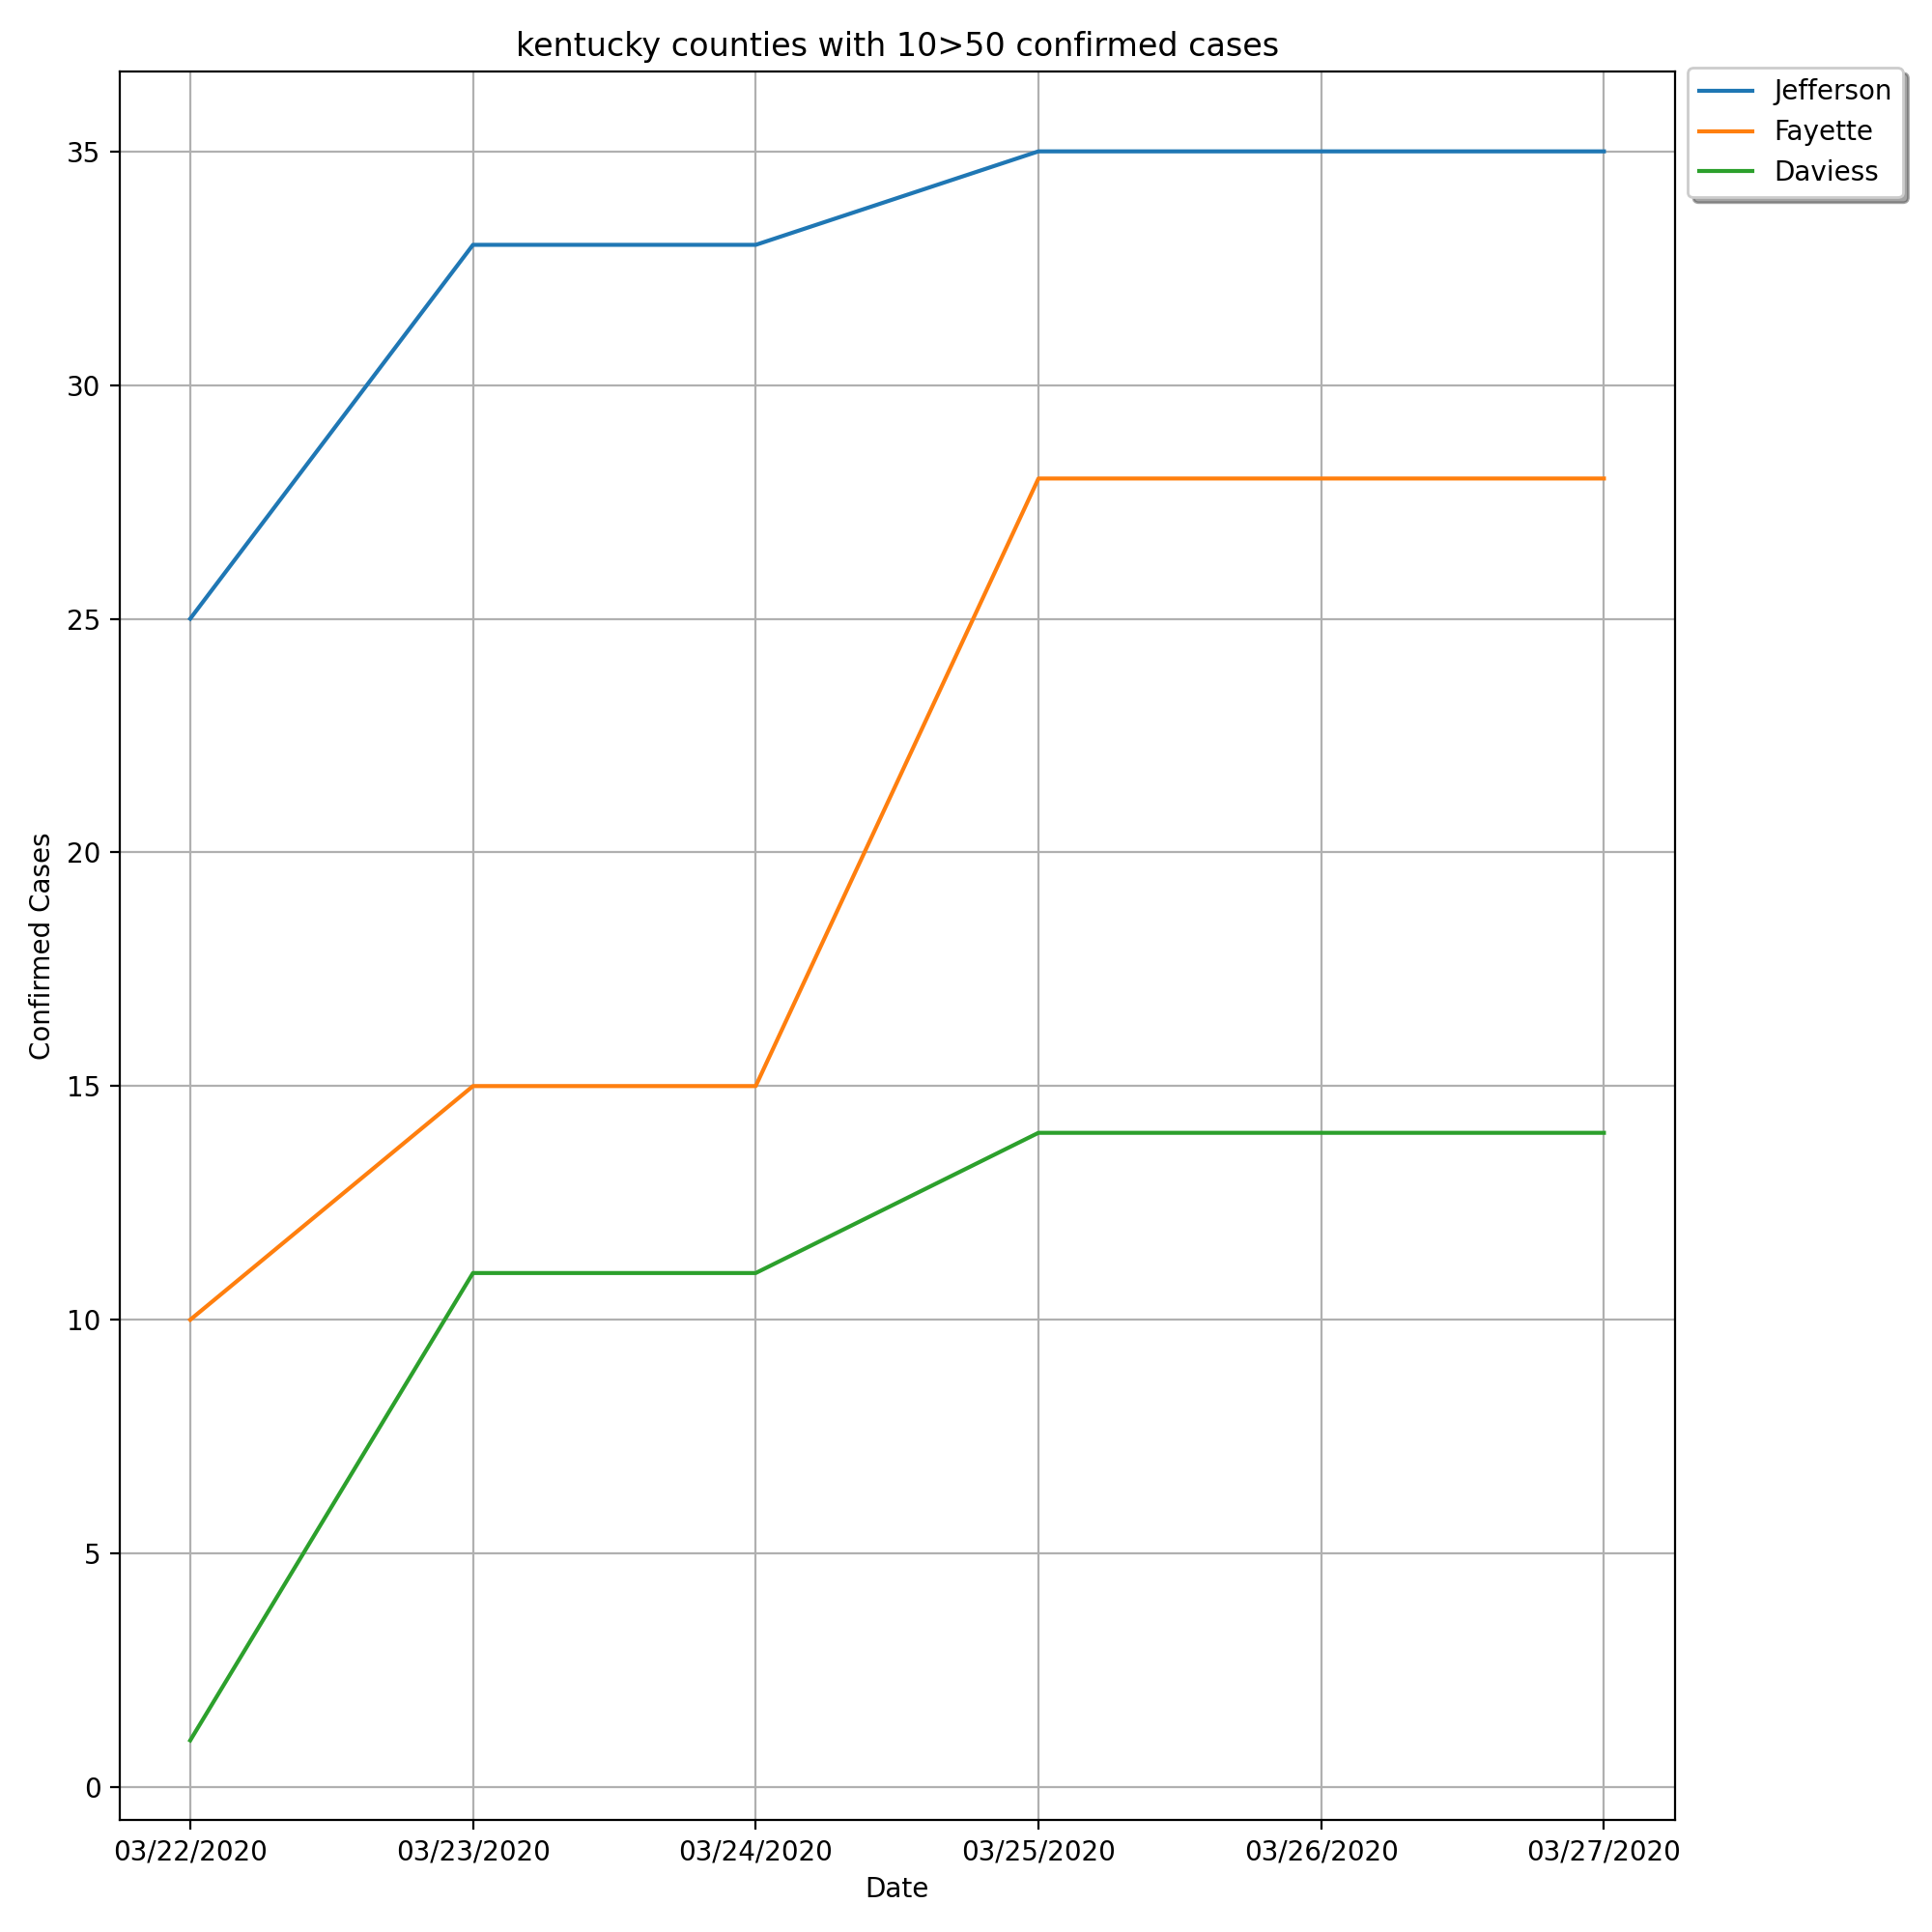 kentucky counties with 10>50 confirmed cases
Jefferson
Fayette
Daviess
35
30
25
20
15
10
5
0
Confirmed Cases
03/22/2020 03/23/2020 03/24/2020 03/25/2020 03/26/2020 03/27/2020
Date